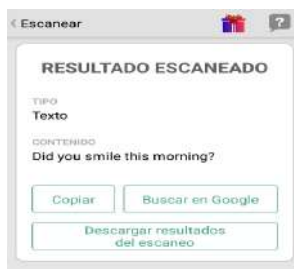 Escanear
RESULTADO ESCANEADO
TIPO
Texto
CONTENIDO
Did you smile this morning?
Copiar
Buscar en Google
Descargar resultados
del escaneo